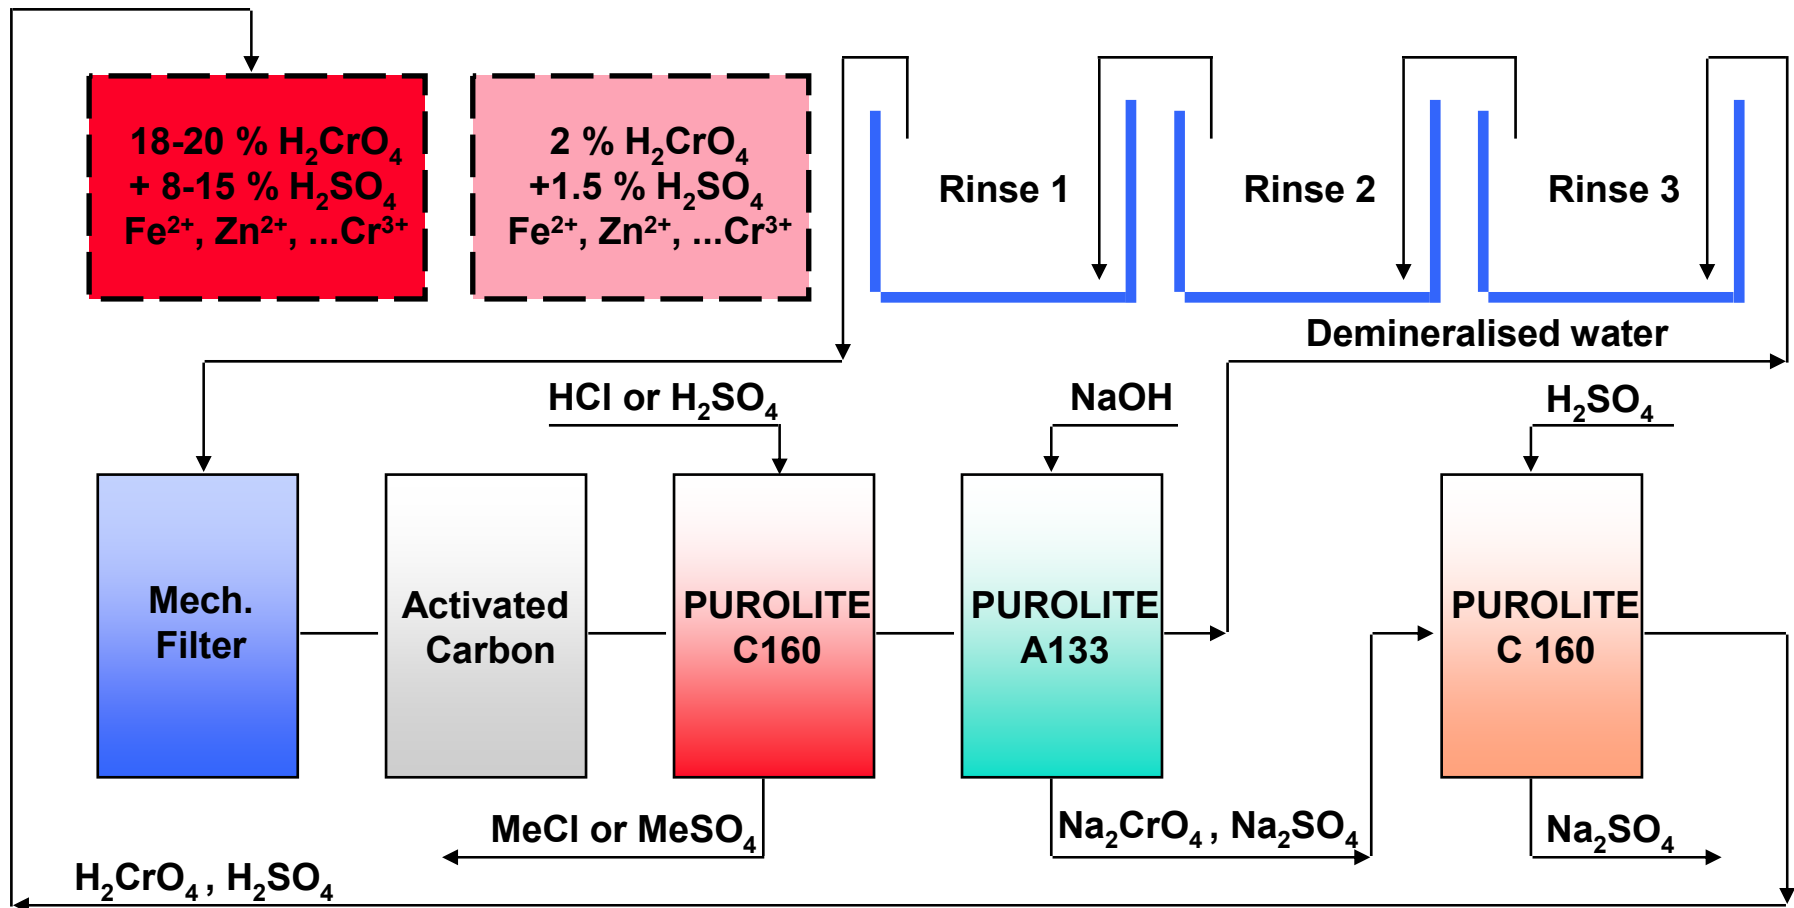 18-20 % H₂CrO₄
+ 8-15 % H₂SO₄
Fe²⁺, Zn²⁺, ...Cr³⁺
2 % H₂CrO₄
+1.5 % H₂SO₄
Fe²⁺, Zn²⁺, ...Cr³⁺
Rinse 1
Rinse 2
Rinse 3
Demineralised water
HCl or H₂SO₄
NaOH
H₂SO₄
Mech.
Filter
Activated
Carbon
PUROLITE
C160
PUROLITE
A133
PUROLITE
C 160
MeCl or MeSO₄
Na₂CrO₄ , Na₂SO₄
Na₂SO₄
H₂CrO₄ , H₂SO₄